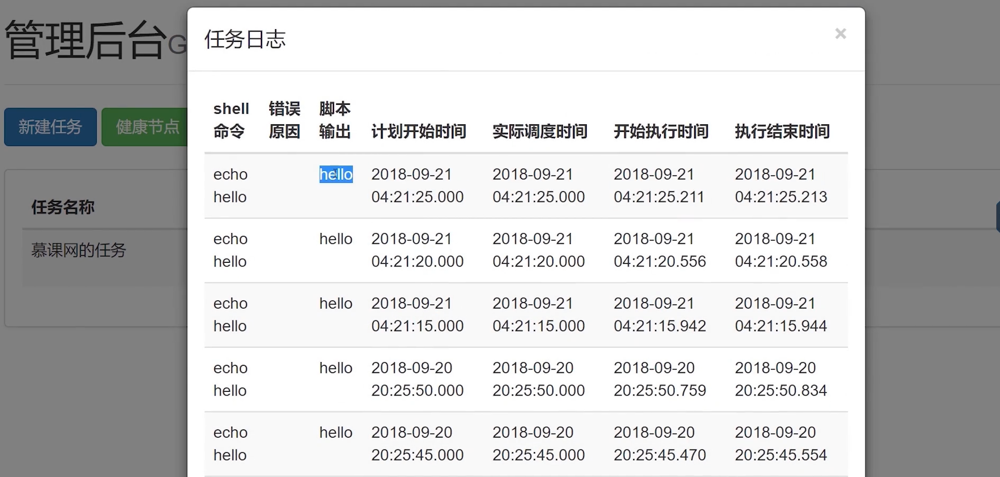 管理后台G
任务日志
×
新建任务
健康节点
任务名称
慕课网的任务
shell 错误 脚本
命令 原因 输出 计划开始时间 实际调度时间 开始执行时间 执行结束时间
echo hello 2018-09-21 2018-09-21 2018-09-21 2018-09-21
hello 04:21:25.000 04:21:25.000 04:21:25.211 04:21:25.213
echo hello 2018-09-21 2018-09-21 2018-09-21 2018-09-21
hello 04:21:20.000 04:21:20.000 04:21:20.556 04:21:20.558
echo hello 2018-09-21 2018-09-21 2018-09-21 2018-09-21
hello 04:21:15.000 04:21:15.000 04:21:15.942 04:21:15.944
echo hello 2018-09-20 2018-09-20 2018-09-20 2018-09-20
hello 20:25:50.000 20:25:50.000 20:25:50.759 20:25:50.834
echo hello 2018-09-20 2018-09-20 2018-09-20 2018-09-20
hello 20:25:45.000 20:25:45.000 20:25:45.470 20:25:45.554